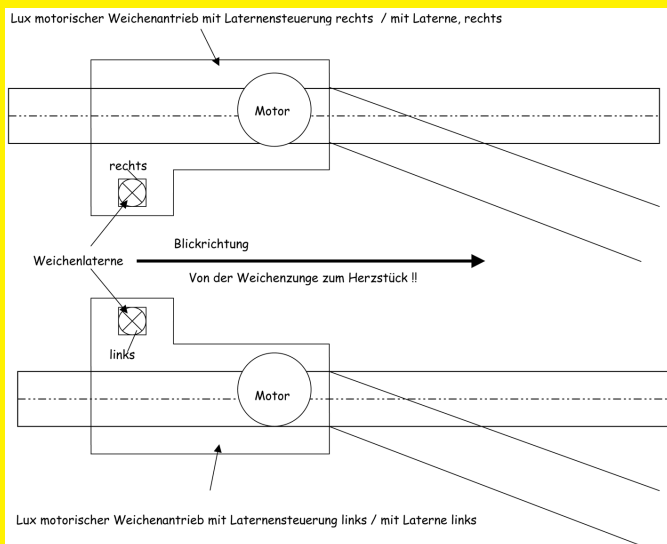 Lux motorischer Weichenantrieb mit Laternensteuerung rechts / mit Laterne, rechts
Motor
rechts
Blickrichtung
Weichenlaterne
Von der Weichenzunge zum Herzstück !!
links
Motor
Lux motorischer Weichenantrieb mit Laternensteuerung links / mit Laterne links